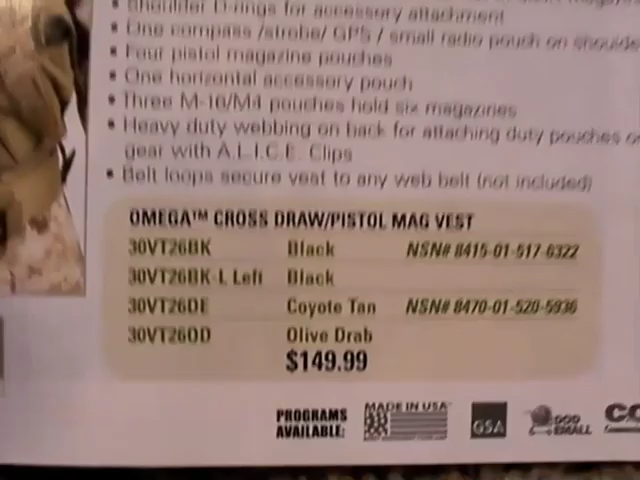 • Shoulder D-rings for accessory attachment
• One compass /strobe/ GPS / small radio pouch on
• Four pistol magazine pouches
• One horizontal accessory pouch
• Three M-16/M4 pouches hold six magazines
• Heavy duty webbing on back for attaching duty pouches
gear with A.L.I.C.E. Clips
• Belt loops secure vest to any web belt (not included)
OMEGA™ CROSS DRAW/PISTOL MAG VEST
30VT26BK Black NSN# 8415-01-517-6322
30VT26BK-L Left Black
30VT26DE Coyote Tan NSN# 8470-01-520-5936
30VT26OD Olive Drab
$149.99
PROGRAMS MADE IN USA
AVAILABLE: GSA DOD EMALL